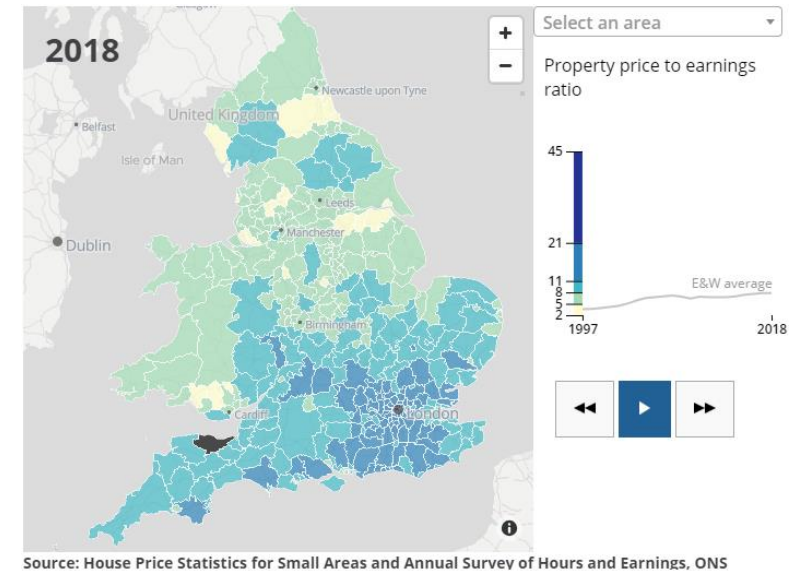 Glasgow
2018
+
−
Select an area
Property price to earnings
ratio
Newcastle upon Tyne
United Kingdom
Belfast
Isle of Man
Leeds
Manchester
Dublin
Birmingham
Cardiff
London
45
21
11
8
5
2
E&W average
1997
2018
i
Source: House Price Statistics for Small Areas and Annual Survey of Hours and Earnings, ONS